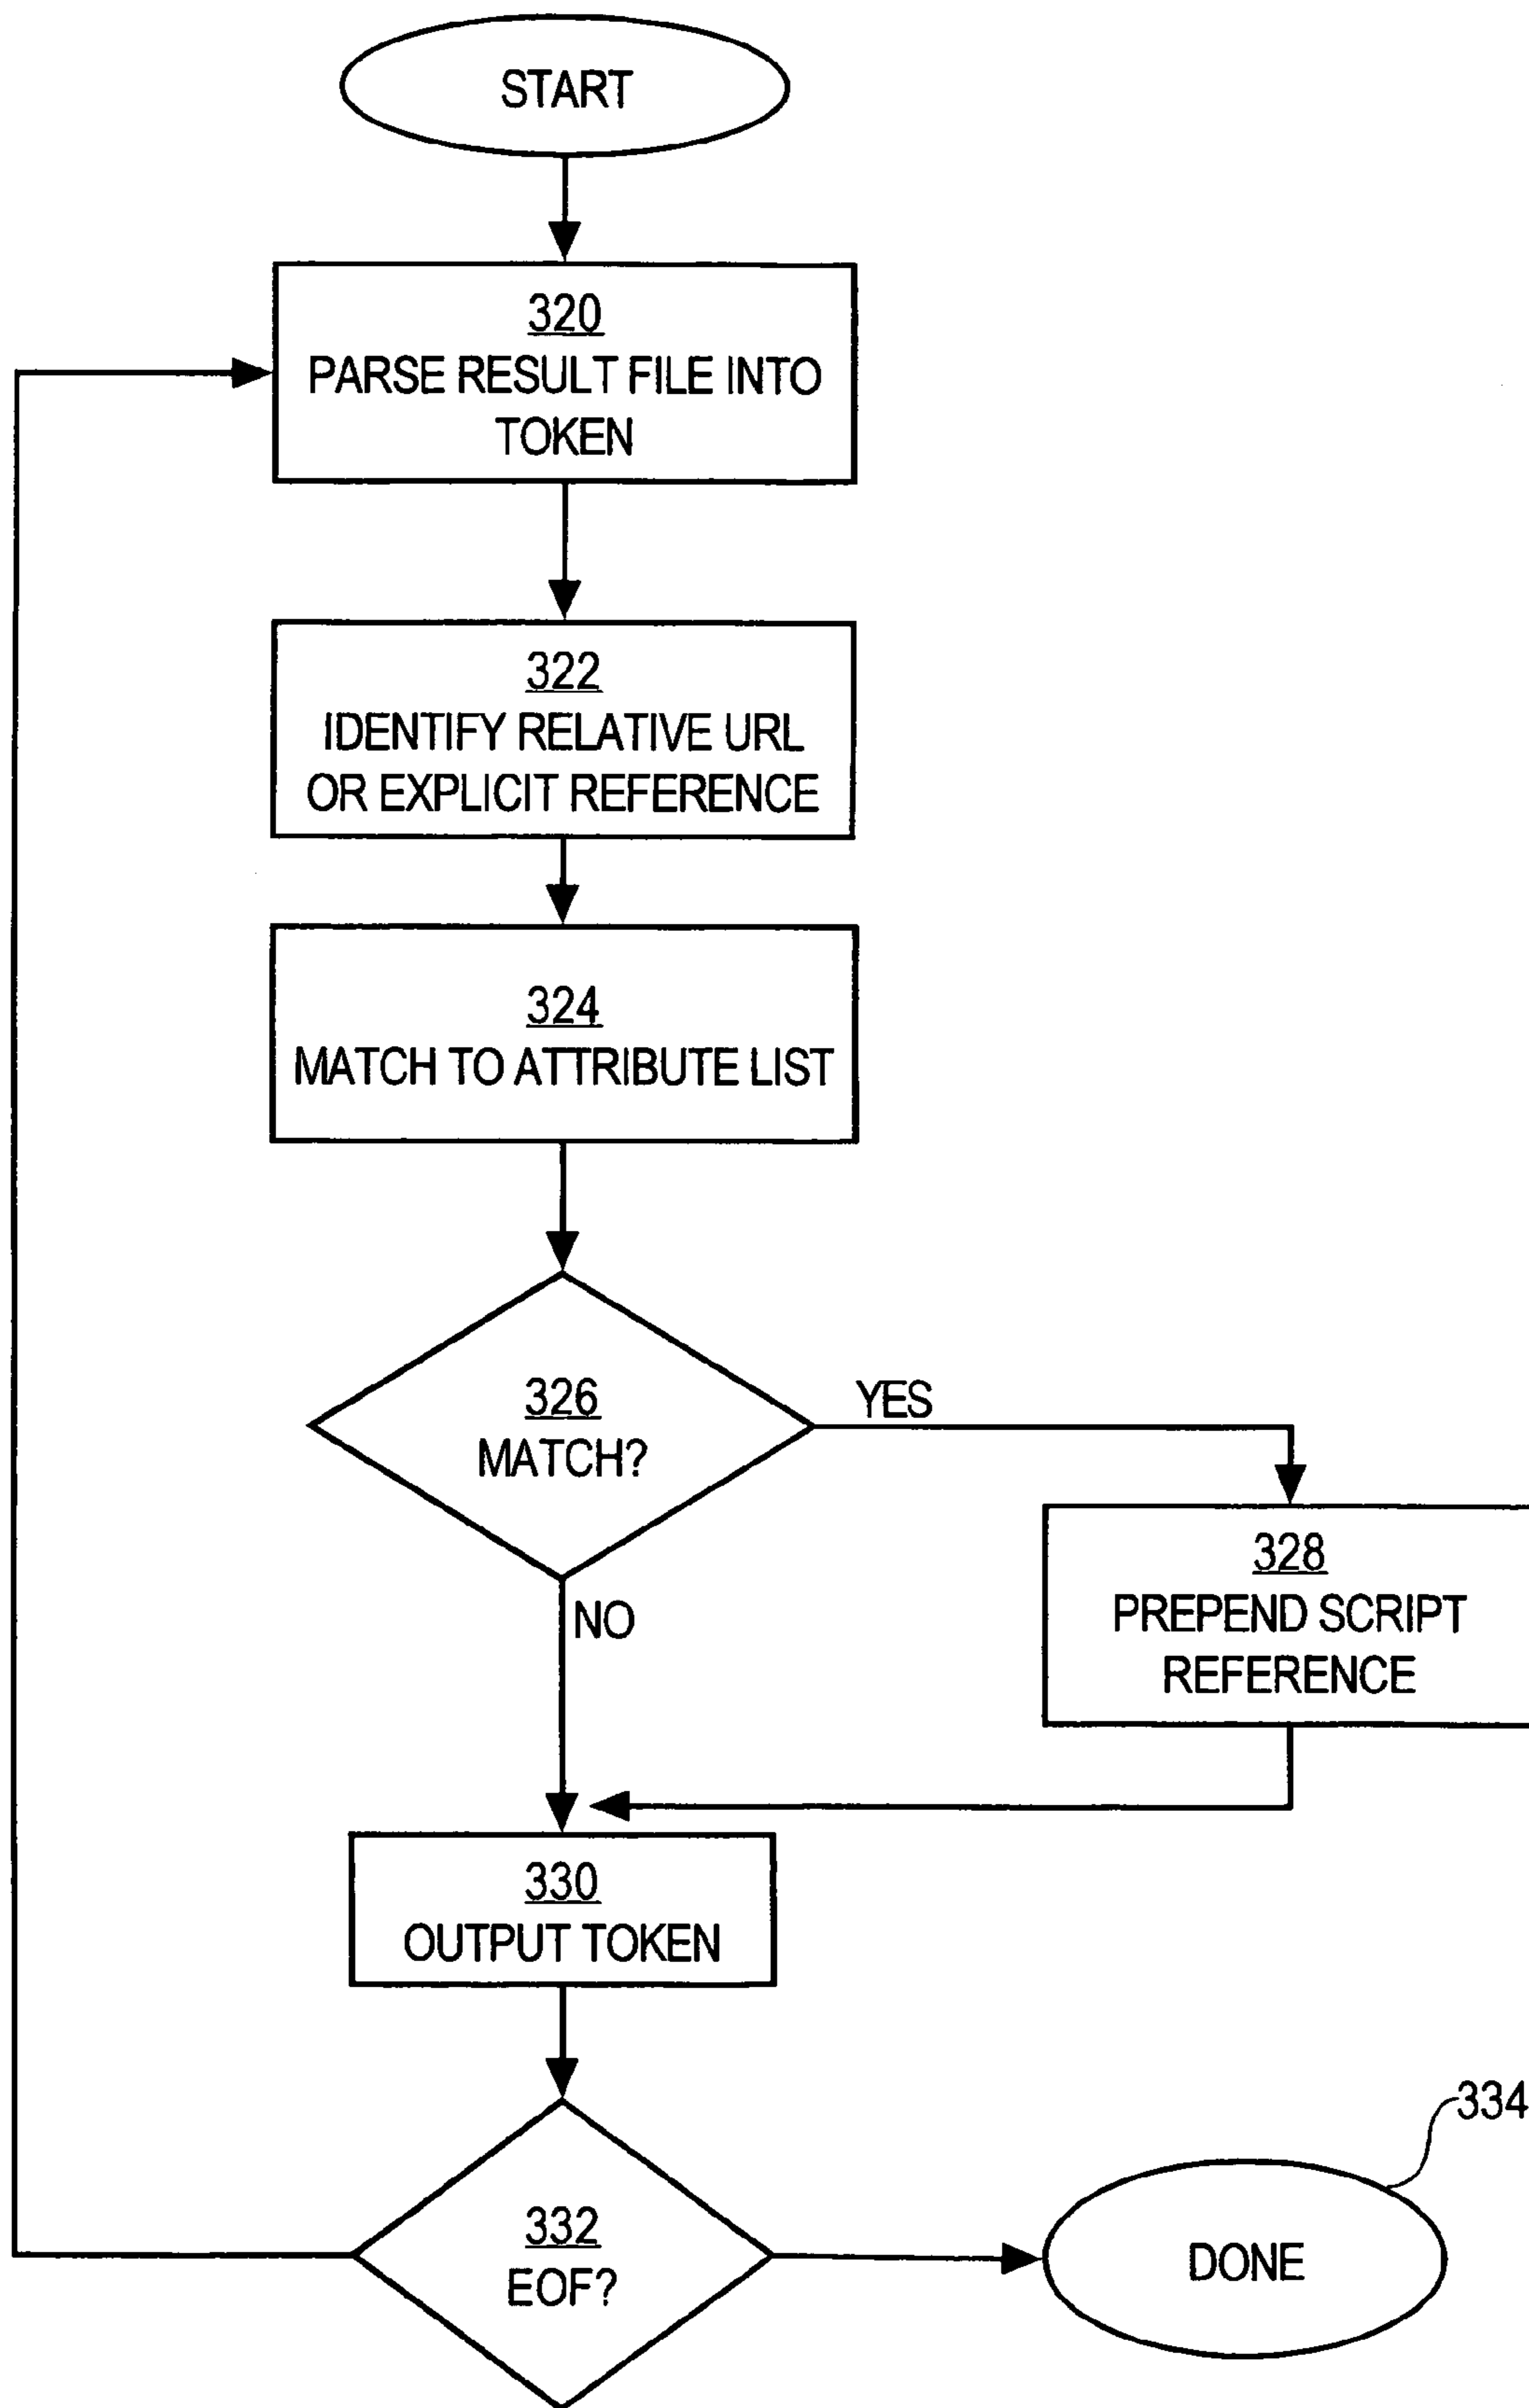 START
320
PARSE RESULT FILE INTO
TOKEN
322
IDENTIFY RELATIVE URL
OR EXPLICIT REFERENCE
324
MATCH TO ATTRIBUTE LIST
326
MATCH?
YES
NO
328
PREPEND SCRIPT
REFERENCE
330
OUTPUT TOKEN
332
EOF?
334
DONE